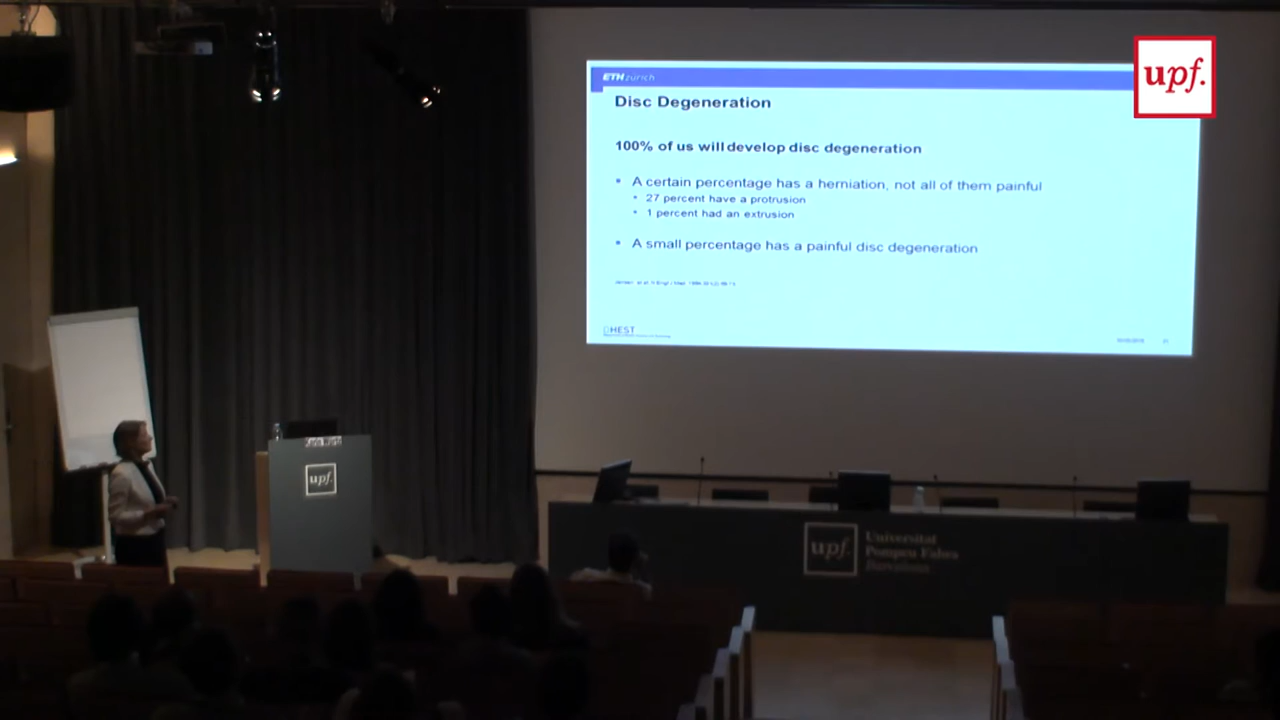 ETH zürich
upf.
Disc Degeneration
100% of us will develop disc degeneration
A certain percentage has a herniation, not all of them painful
27 percent have a protrusion
1 percent had an extrusion
A small percentage has a painful disc degeneration
HEST
upf.
upf.
Universitat
Pompeu Fabra
Barcelona